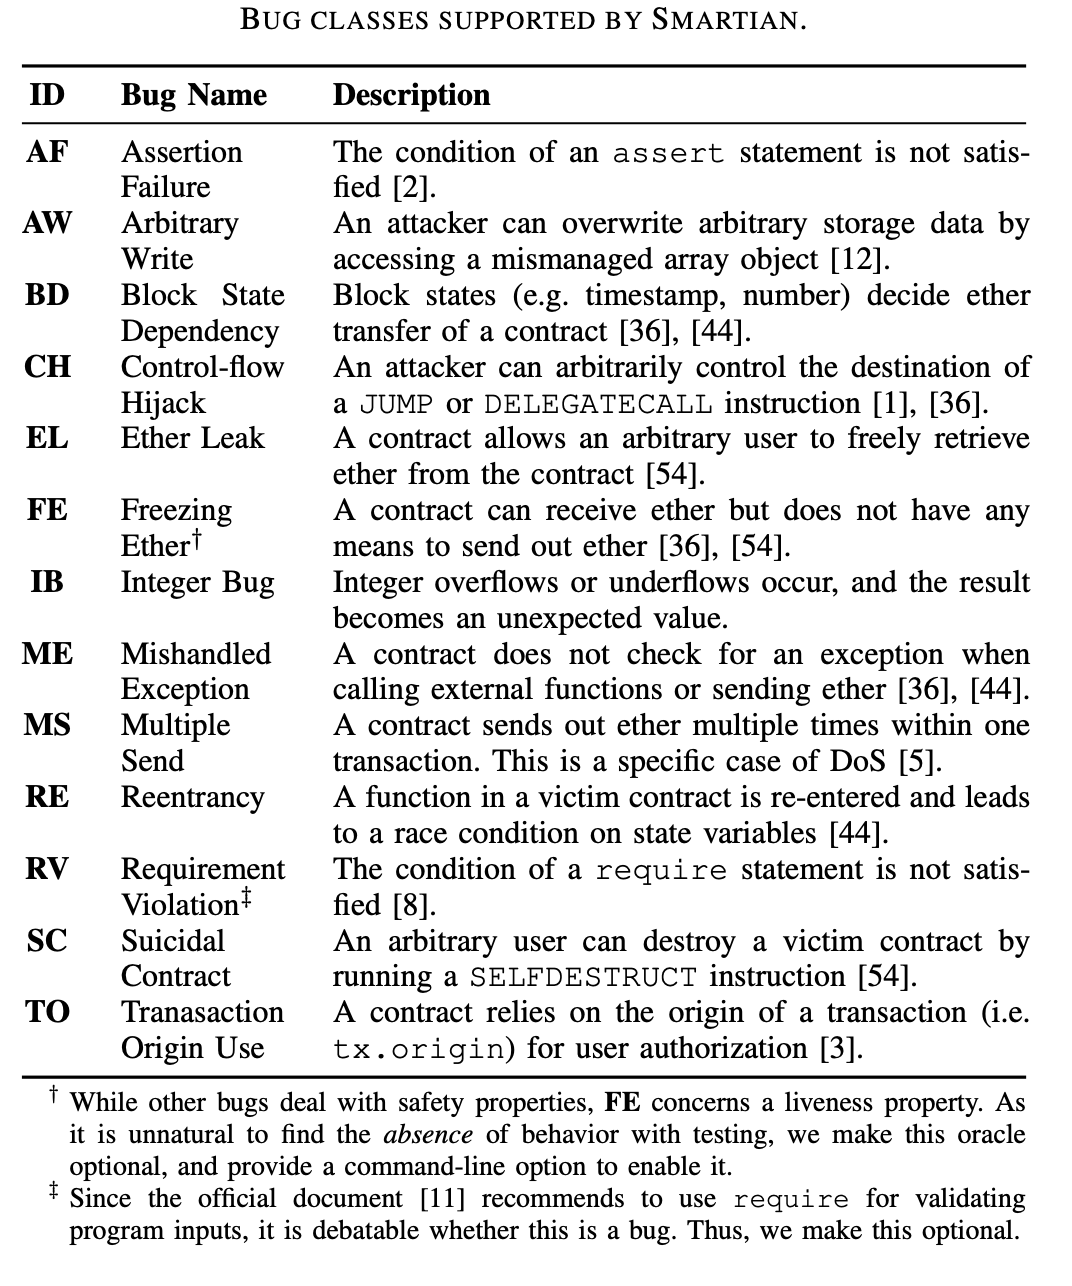 BUG CLASSES SUPPORTED BY SMARTIAN.
ID Bug Name Description
AF Assertion The condition of an assert statement is not satis-
Failure fied [2].
AW Arbitrary An attacker can overwrite arbitrary storage data by
Write accessing a mismanaged array object [12].
BD Block State Block states (e.g. timestamp, number) decide ether
Dependency transfer of a contract [36], [44].
CH Control-flow An attacker can arbitrarily control the destination of
Hijack a JUMP or DELEGATECALL instruction [1], [36].
EL Ether Leak A contract allows an arbitrary user to freely retrieve
ether from the contract [54].
FE Freezing A contract can receive ether but does not have any
Ether† means to send out ether [36], [54].
IB Integer Bug Integer overflows or underflows occur, and the result
becomes an unexpected value.
ME Mishandled A contract does not check for an exception when
Exception calling external functions or sending ether [36], [44].
MS Multiple A contract sends out ether multiple times within one
Send transaction. This is a specific case of DoS [5].
RE Reentrancy A function in a victim contract is re-entered and leads
to a race condition on state variables [44].
RV Requirement The condition of a require statement is not satis-
Violation‡ fied [8].
SC Suicidal An arbitrary user can destroy a victim contract by
Contract running a SELFDESTRUCT instruction [54].
TO Tranasaction A contract relies on the origin of a transaction (i.e.
Origin Use tx.origin) for user authorization [3].
† While other bugs deal with safety properties, FE concerns a liveness property. As
it is unnatural to find the absence of behavior with testing, we make this oracle
optional, and provide a command-line option to enable it.
‡ Since the official document [11] recommends to use require for validating
program inputs, it is debatable whether this is a bug. Thus, we make this optional.